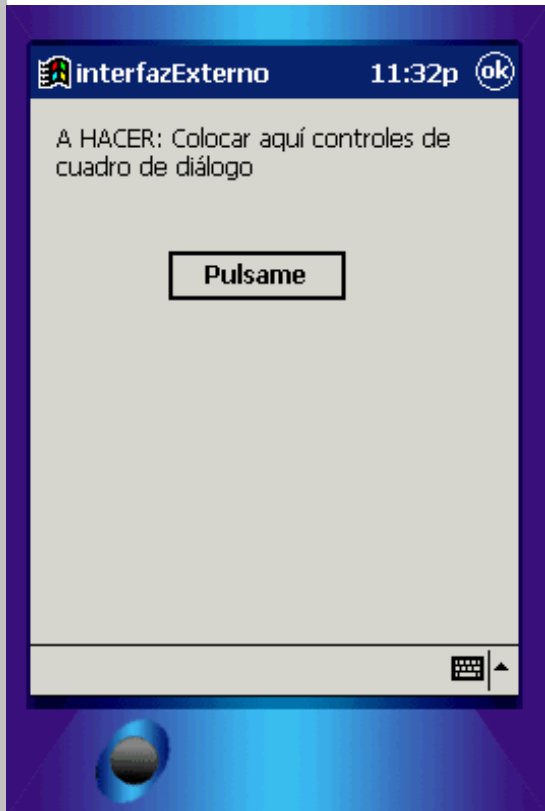 interfazExterno 11:32p ok
A HACER: Colocar aquí controles de
cuadro de diálogo
Pulsame